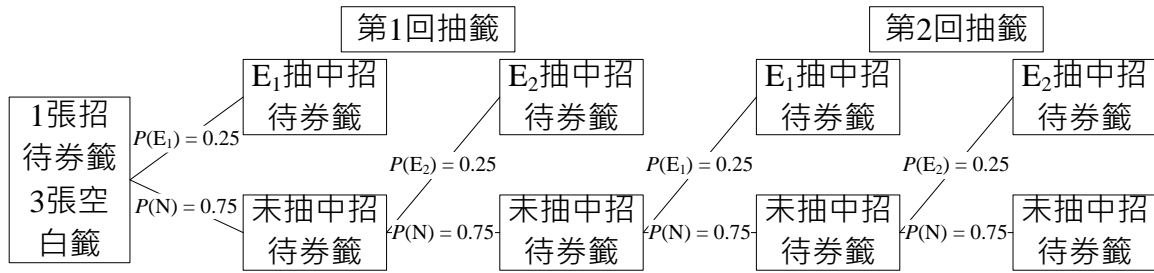 第1回抽籤
第2回抽籤
1張招
待券籤
3張空
白籤
P(E₁) = 0.25
P(N) = 0.75
E₁抽中招
待券籤
未抽中招
待券籤
P(E₂) = 0.25
P(N) = 0.75
E₂抽中招
待券籤
未抽中招
待券籤
P(E₁) = 0.25
P(N) = 0.75
E₁抽中招
待券籤
未抽中招
待券籤
P(E₂) = 0.25
P(N) = 0.75
E₂抽中招
待券籤
未抽中招
待券籤